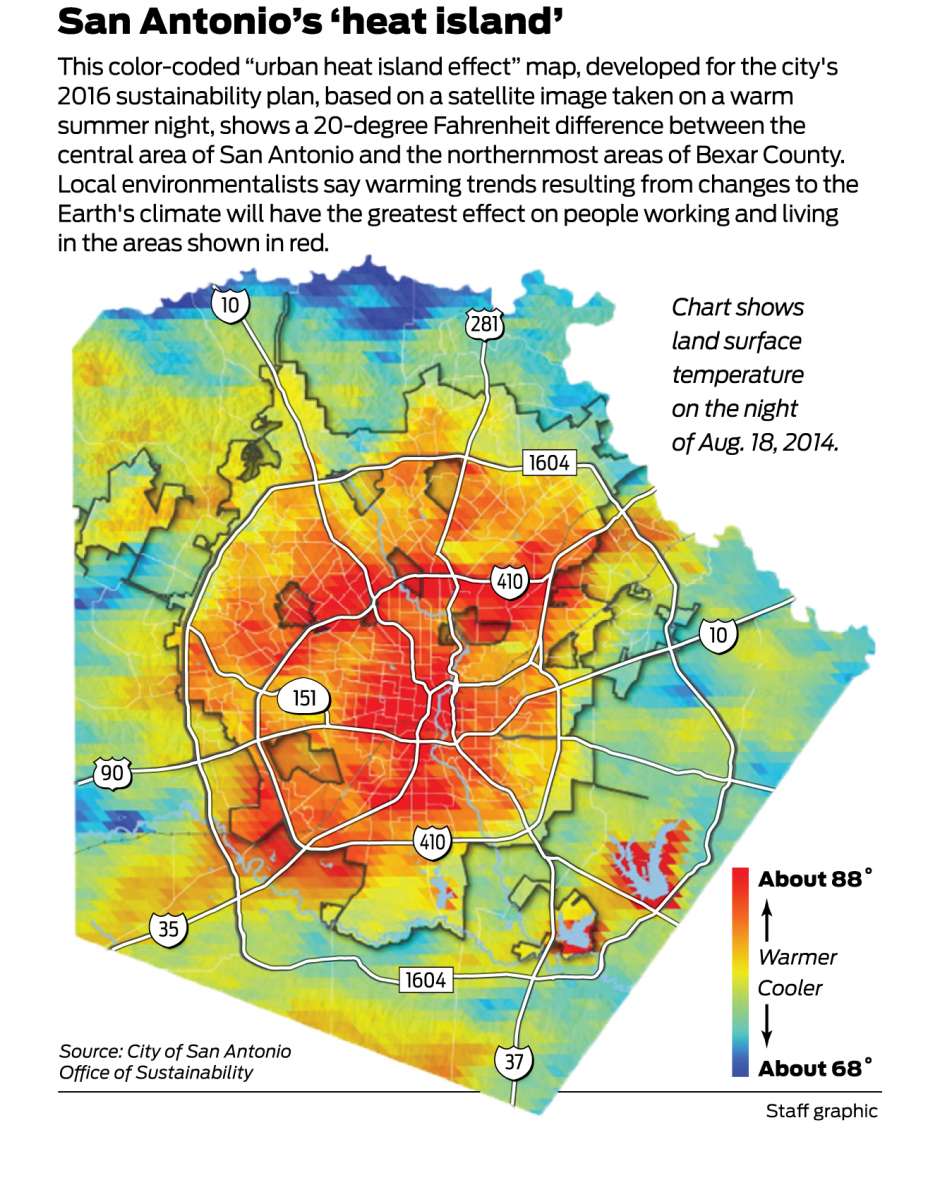 San Antonio’s ‘heat island’
This color-coded “urban heat island effect” map, developed for the city's
2016 sustainability plan, based on a satellite image taken on a warm
summer night, shows a 20-degree Fahrenheit difference between the
central area of San Antonio and the northernmost areas of Bexar County.
Local environmentalists say warming trends resulting from changes to the
Earth's climate will have the greatest effect on people working and living
in the areas shown in red.
10
281
Chart shows
land surface
temperature
on the night
of Aug. 18, 2014.
1604
410
10
151
90
410
35
1604
37
About 88°
Warmer
Cooler
About 68°
Source: City of San Antonio
Office of Sustainability
Staff graphic